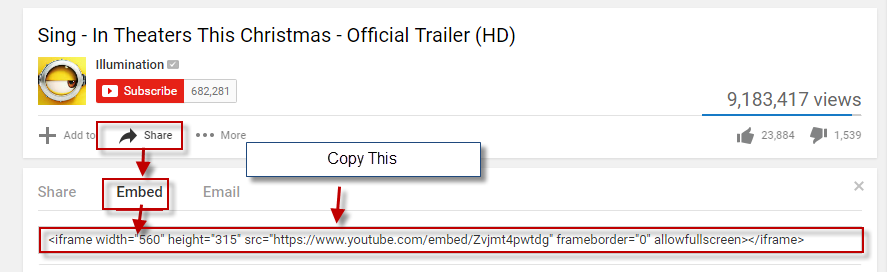 Sing - In Theaters This Christmas - Official Trailer (HD)
Illumination
Subscribe 682,281
9,183,417 views
Add to Share More 23,884 1,539
Copy This
Share Embed Email
<iframe width="560" height="315" src="https://www.youtube.com/embed/Zvjmt4pwtdg" frameborder="0" allowfullscreen></iframe>